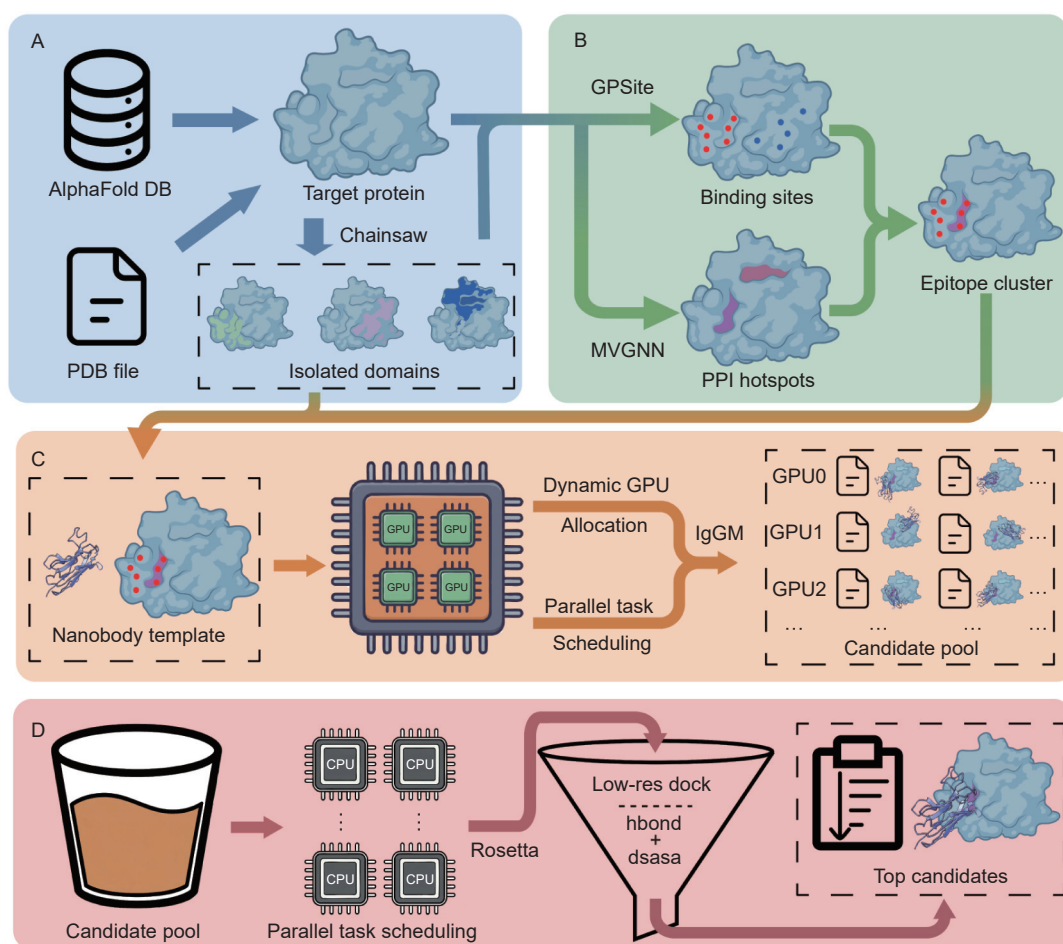 A
AlphaFold DB
Target protein
Chainsaw
PDB file
Isolated domains
B
GPSite
Binding sites
MVGNN
PPI hotspots
Epitope cluster
C
Nanobody template
GPU
GPU
GPU
GPU
Dynamic GPU
Allocation
Parallel task
Scheduling
IgGM
GPU0
...
GPU1
...
GPU2
...
... ... ...
Candidate pool
D
Candidate pool
CPU
CPU
CPU
CPU
Parallel task scheduling
Rosetta
Low-res dock
hbond
+
dsasa
Top candidates